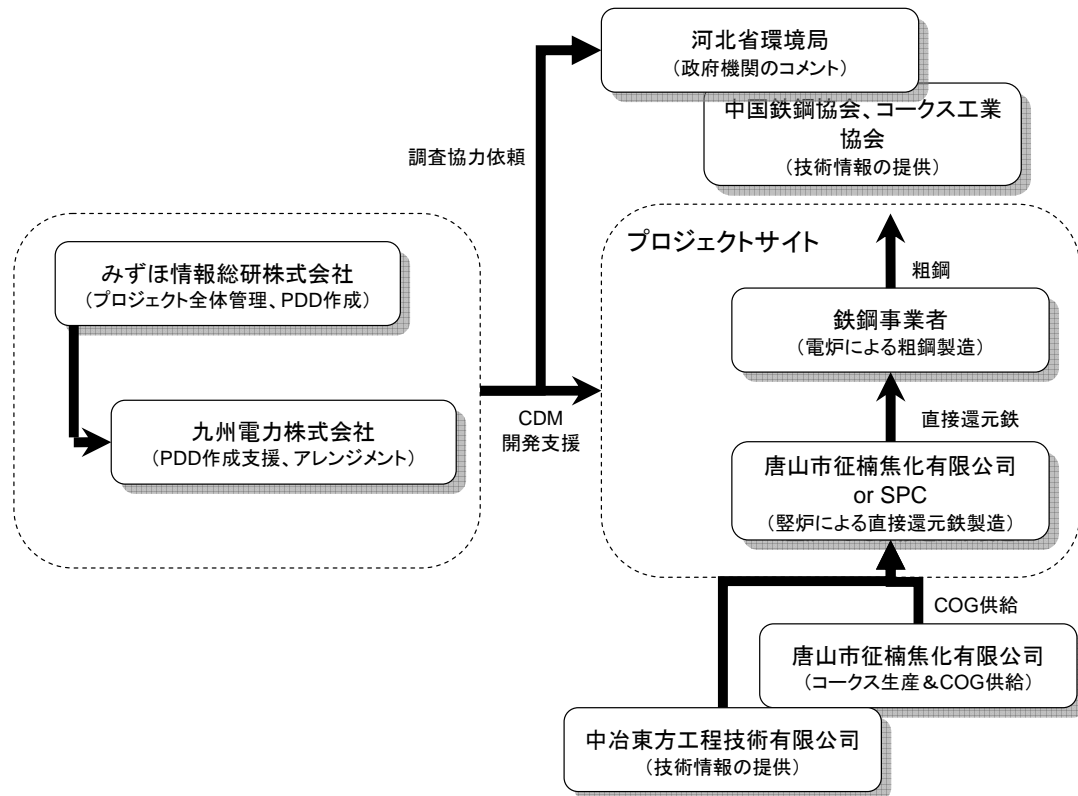 河北省環境局
（政府機関のコメント）
中国鉄鋼協会、コークス工業
協会
（技術情報の提供）
調査協力依頼
プロジェクトサイト
みずほ情報総研株式会社
（プロジェクト全体管理、PDD作成）
粗鋼
鉄鋼事業者
（電炉による粗鋼製造）
九州電力株式会社
（PDD作成支援、アレンジメント）
CDM
開発支援
直接還元鉄
唐山市征楠焦化有限公司
or SPC
（竪炉による直接還元鉄製造）
COG供給
唐山市征楠焦化有限公司
（コークス生産＆COG供給）
中冶東方工程技術有限公司
（技術情報の提供）